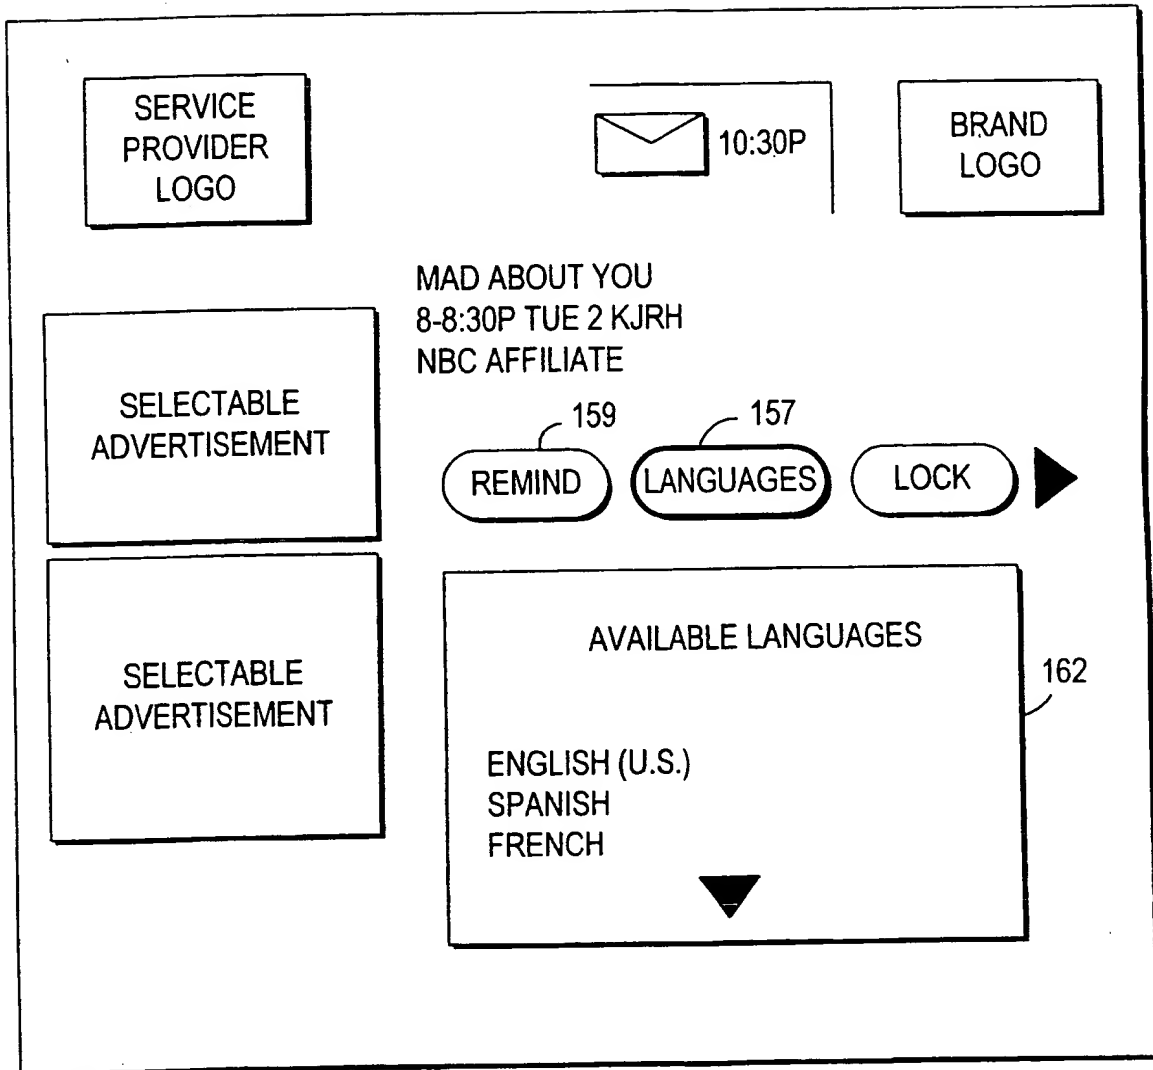 SERVICE
PROVIDER
LOGO
10:30P
BRAND
LOGO
MAD ABOUT YOU
8-8:30P TUE 2 KJRH
NBC AFFILIATE
SELECTABLE
ADVERTISEMENT
159
157
REMIND
LANGUAGES
LOCK
SELECTABLE
ADVERTISEMENT
AVAILABLE LANGUAGES
162
ENGLISH (U.S.)
SPANISH
FRENCH